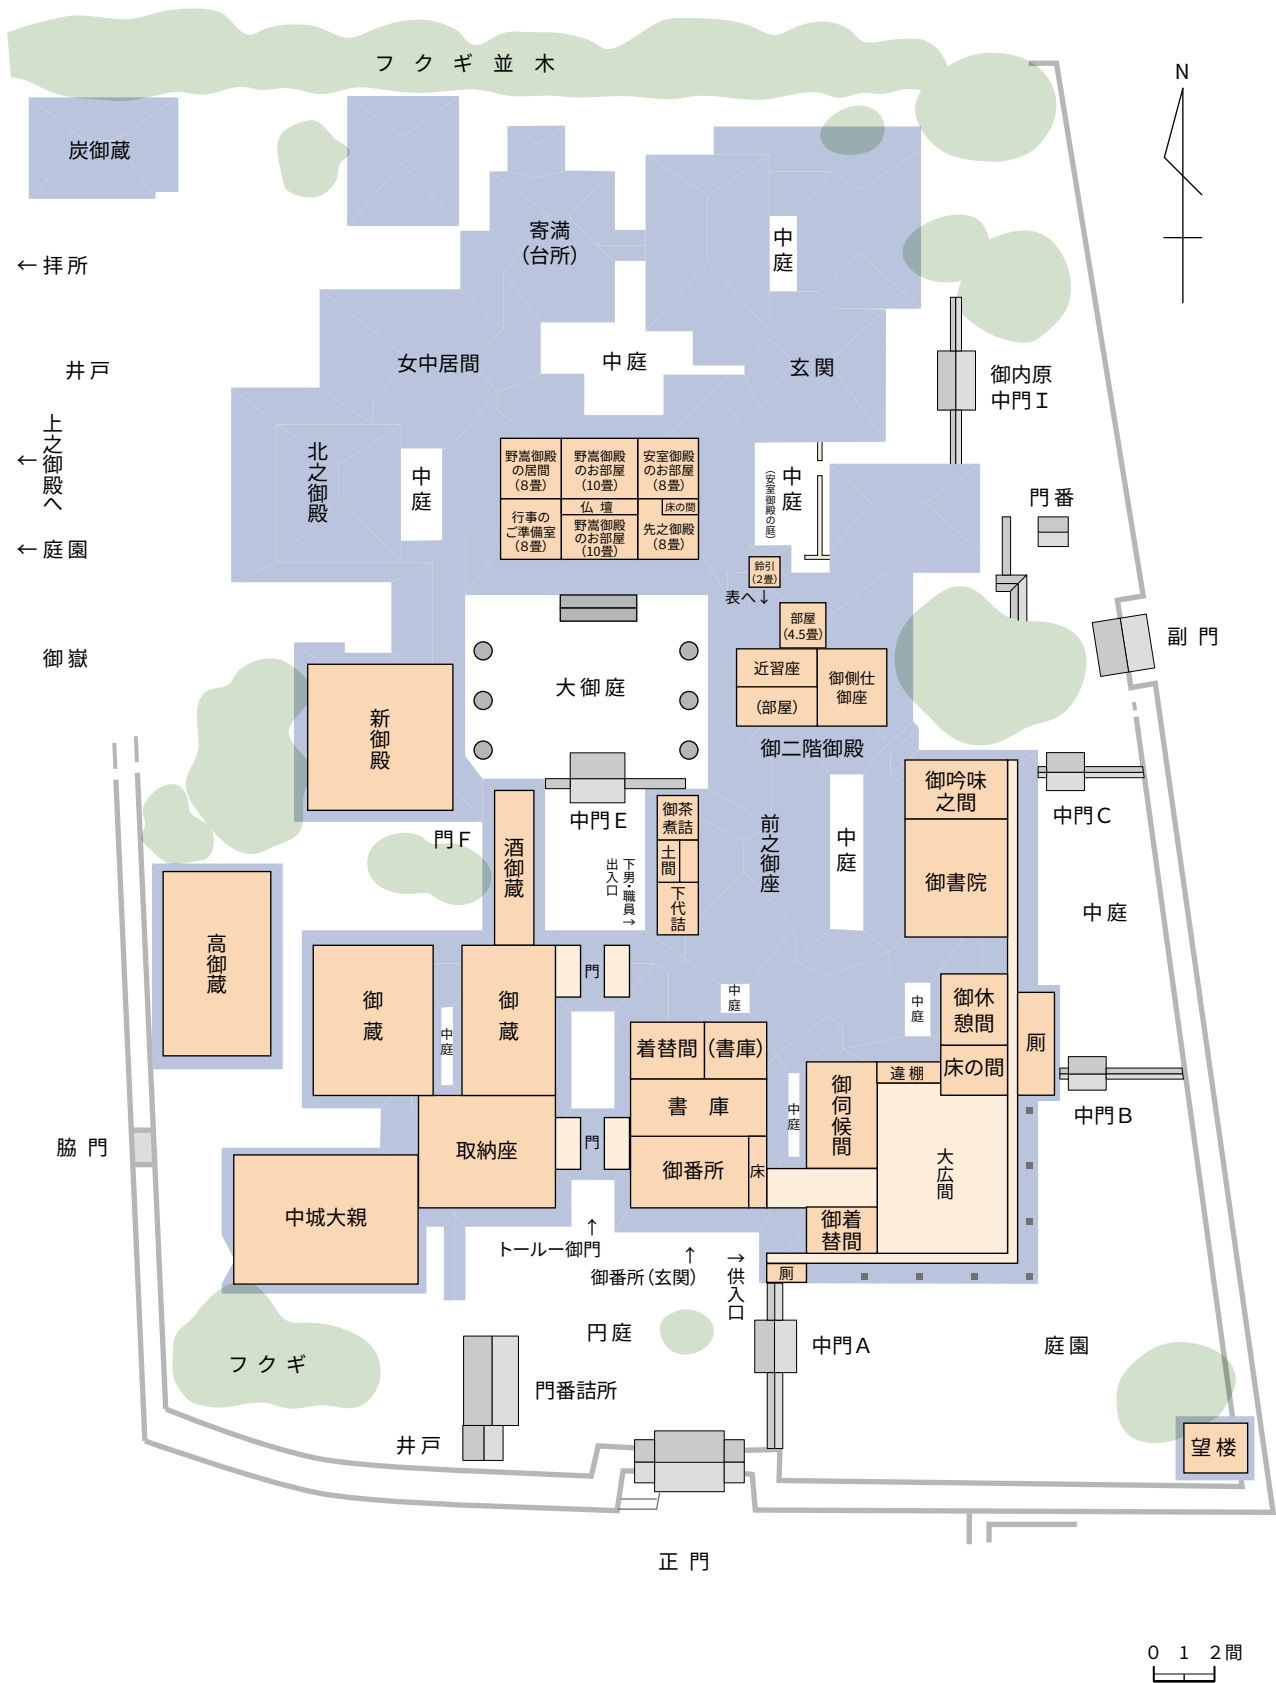 フクギ並木
N
炭御蔵
寄満
（台所）
中庭
←拝所
女中居間
中庭
玄関
御内原
中門Ｉ
井戸
上之御殿へ
←
北之御殿
中庭
野嵩御殿
の居間
（８畳）
野嵩御殿
のお部屋
（10畳）
安室御殿
のお部屋
（８畳）
行事の
ご準備室
（８畳）
仏壇
野嵩御殿
のお部屋
（10畳）
床の間
先之御殿
（８畳）
中庭
（安室御殿の庭）
門番
←庭園
鈴引
（２畳）
表へ↓
部屋
（4.5畳）
近習座
（部屋）
御側仕
御座
御二階御殿
副門
御嶽
大御庭
新御殿
中門Ｅ
門Ｆ
酒御蔵
御茶
煮詰
土間
下代詰
下男・職員→
出入口
前之御座
中庭
御吟味
之間
御書院
中門Ｃ
中庭
高御蔵
御蔵
中庭
御蔵
門
中庭
中庭
御休
憩間
床の間
厠
着替間
（書庫）
書庫
御番所
床
中庭
御伺候間
違棚
大広間
中門Ｂ
脇門
取納座
門
中城大親
御着
替間
厠
↑
トールー御門
↑
御番所（玄関）
→供入口
円庭
中門Ａ
庭園
フクギ
門番詰所
井戸
望楼
正門
0 1 2間